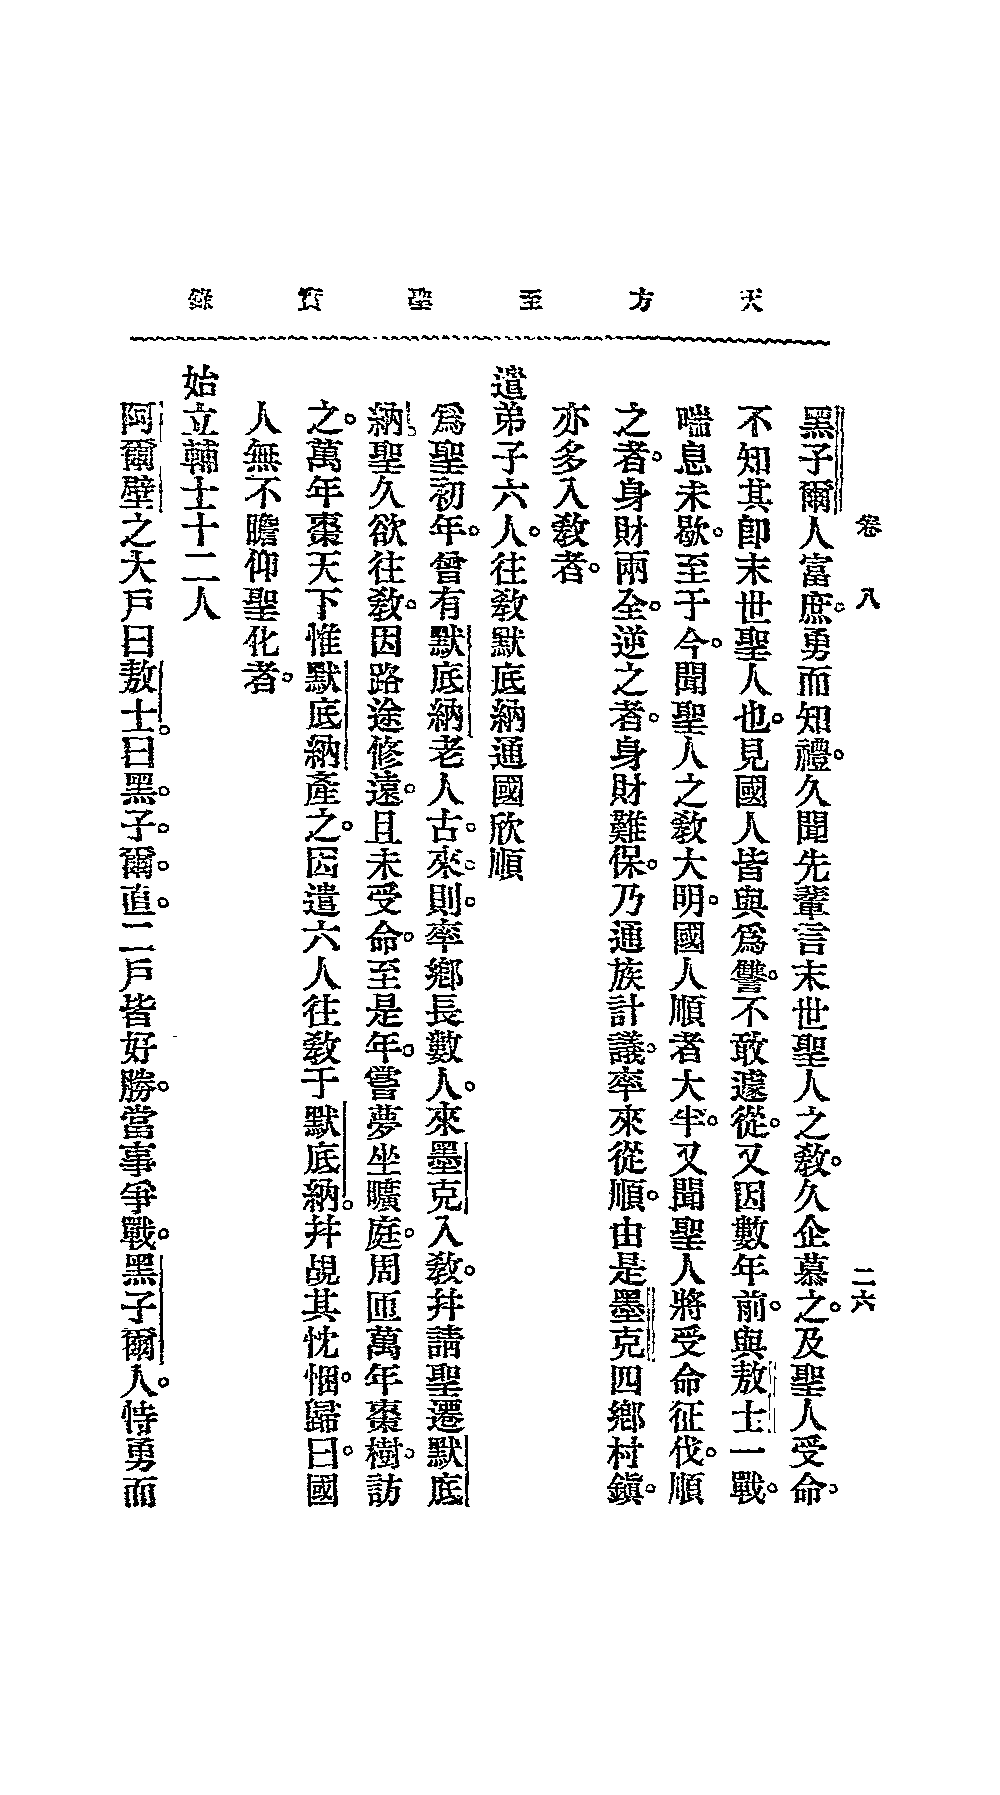 天方至聖實錄
卷八 二六
黑子爾人富庶。勇而知禮。久聞先輩言末世聖人之敎。久企慕之。及聖人受命。
不知其卽末世聖人也。見國人皆與爲讐。不敢遽從。又因數年前。與敖士一戰。
喘息未歇。至于今。聞聖人之敎大明。國人順者大半。又聞聖人將受命征伐。順
之者。身財兩全。逆之者。身財難保。乃通族計議。率來從順。由是墨克四鄉村鎭。
亦多入敎者。
遣弟子六人。往敎默底納通國欣順
爲聖初年。曾有默底納老人古。來。則。率鄉長數人。來墨克入敎。幷請聖遷默底
納。聖久欲往敎。因路途修遠。且未受命。至是年。嘗夢坐曠庭。周匝萬年棗樹。訪
之。萬年棗天下惟默底納產之。因遣六人往敎于默底納。幷覘其忱悃。歸曰。國
人無不瞻仰聖化者。
始立輔士十二人
阿爾壁之大戶曰敖士。曰黑。子。爾。直。二戶皆好勝。當事爭戰。黑子爾人。恃勇而